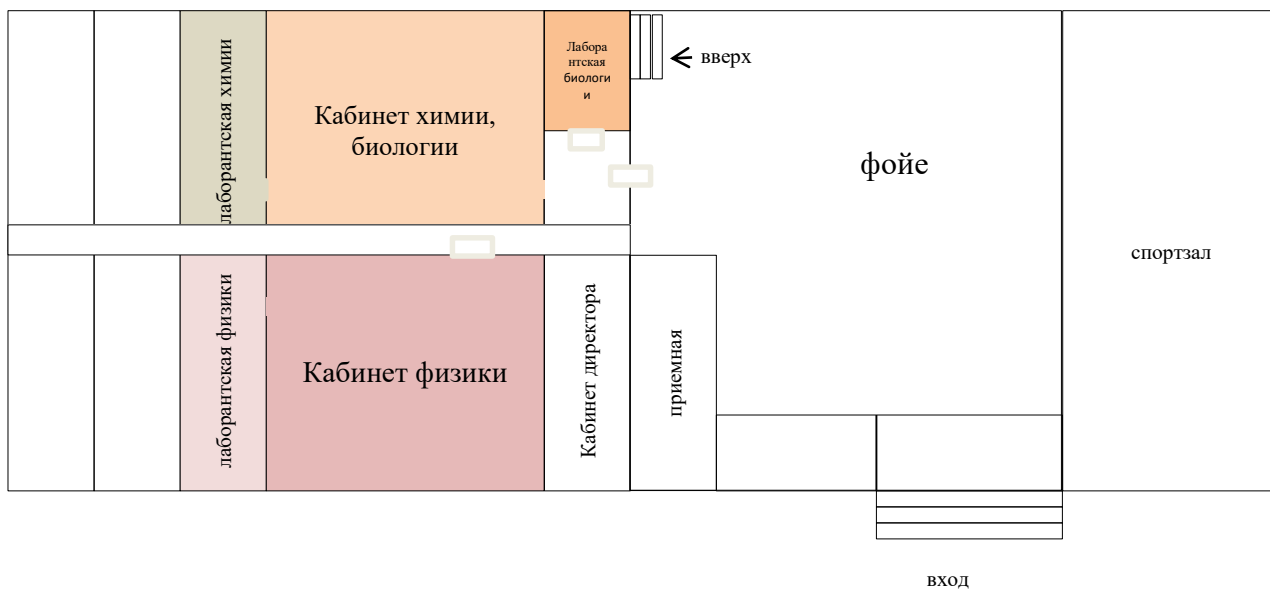 лаборантская химии
Кабинет химии,
биологии
Лабора
нтская
биологи
и
вверх
фойе
спортзал
лаборантская физики
Кабинет физики
Кабинет директора
приемная
вход